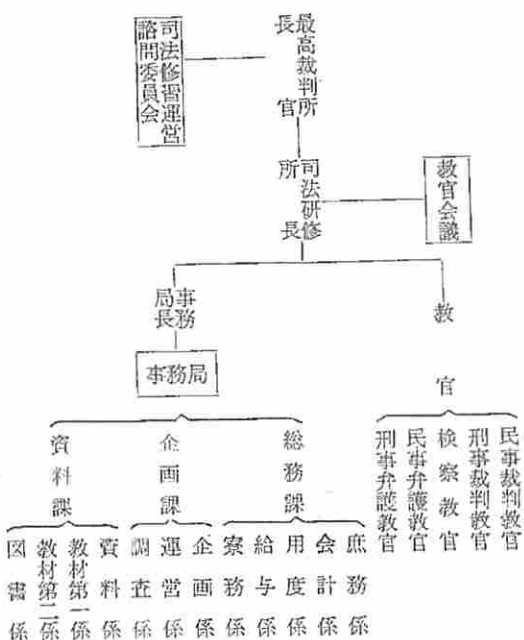 最高裁判所
長官
司法修習運営
諮問委員会
司法研修
所長
教官会議
教官
民事裁判教官
刑事裁判教官
検察教官
民事弁護教官
刑事弁護教官
事務
局長
事務局
総務課
庶務係
会計係
用度係
給与係
寮務係
企画課
企画係
運営係
調査係
資料課
資料係
教材第一係
教材第二係
図書係